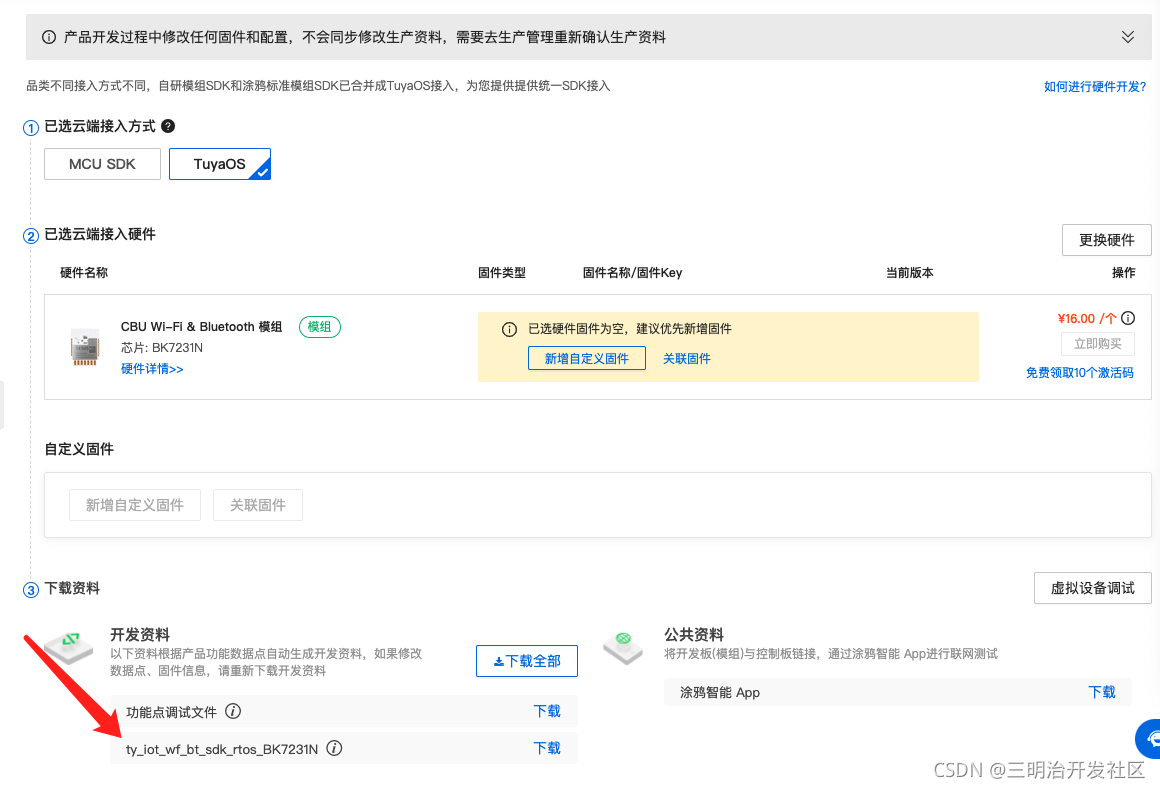 产品开发过程中修改任何固件和配置，不会同步修改生产资料，需要去生产管理重新确认生产资料
品类不同接入方式不同，自研模组SDK和涂鸦标准模组SDK已合并成TuyaOS接入，为您提供提供统一SDK接入
如何进行硬件开发?
1 已选云端接入方式 ?
MCU SDK
TuyaOS
2 已选云端接入硬件
更换硬件
硬件名称 固件类型 固件名称/固件Key 当前版本 操作
CBU Wi-Fi & Bluetooth 模组 模组
芯片: BK7231N
硬件详情>>
已选硬件固件为空，建议优先新增固件
新增自定义固件 关联固件
¥16.00 /个
立即购买
免费领取10个激活码
自定义固件
新增自定义固件 关联固件
3 下载资料
虚拟设备调试
开发资料
以下资料根据产品功能数据点自动生成开发资料，如果修改
数据点、固件信息，请重新下载开发资料
下载全部
功能点调试文件 下载
ty_iot_wf_bt_sdk_rtos_BK7231N 下载
公共资料
将开发板(模组)与控制板链接，通过涂鸦智能 App进行联网测试
涂鸦智能 App 下载
CSDN @三明治开发社区